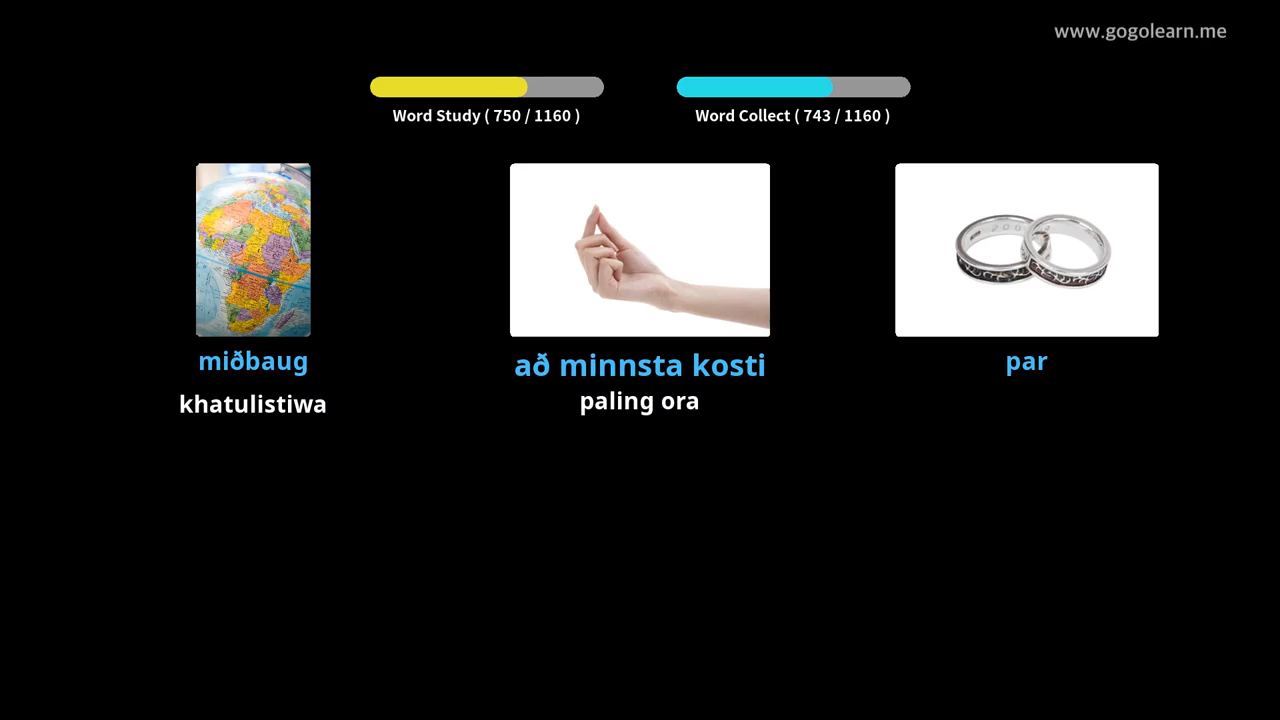 www.gogolearn.me
Word Study ( 750 / 1160 )
Word Collect ( 743 / 1160 )
miðbaug
khatulistiwa
að minnsta kosti
paling ora
par